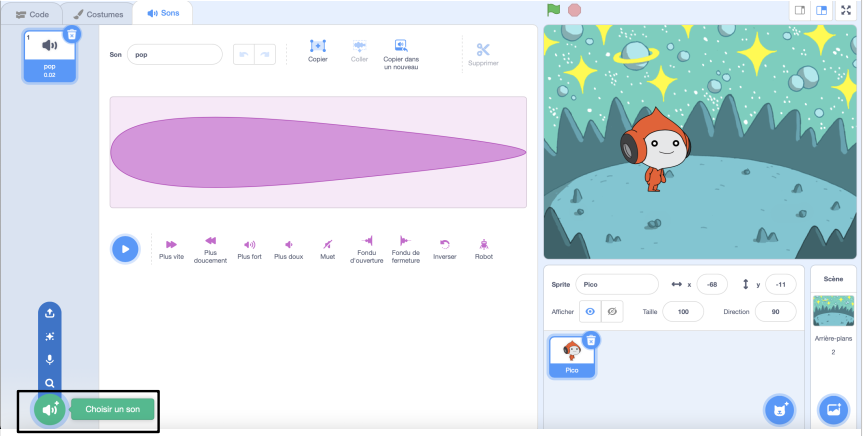 Code
Costumes
Sons
1
pop
0.02
Son
pop
Copier
Coller
Copier dans
un nouveau
Supprimer
Plus vite
Plus
doucement
Plus fort
Plus doux
Muet
Fondu
d'ouverture
Fondu de
fermeture
Inverser
Robot
Choisir un son
Sprite
Pico
x
-68
y
-11
Afficher
Taille
100
Direction
90
Pico
Scène
Arrière-plans
2